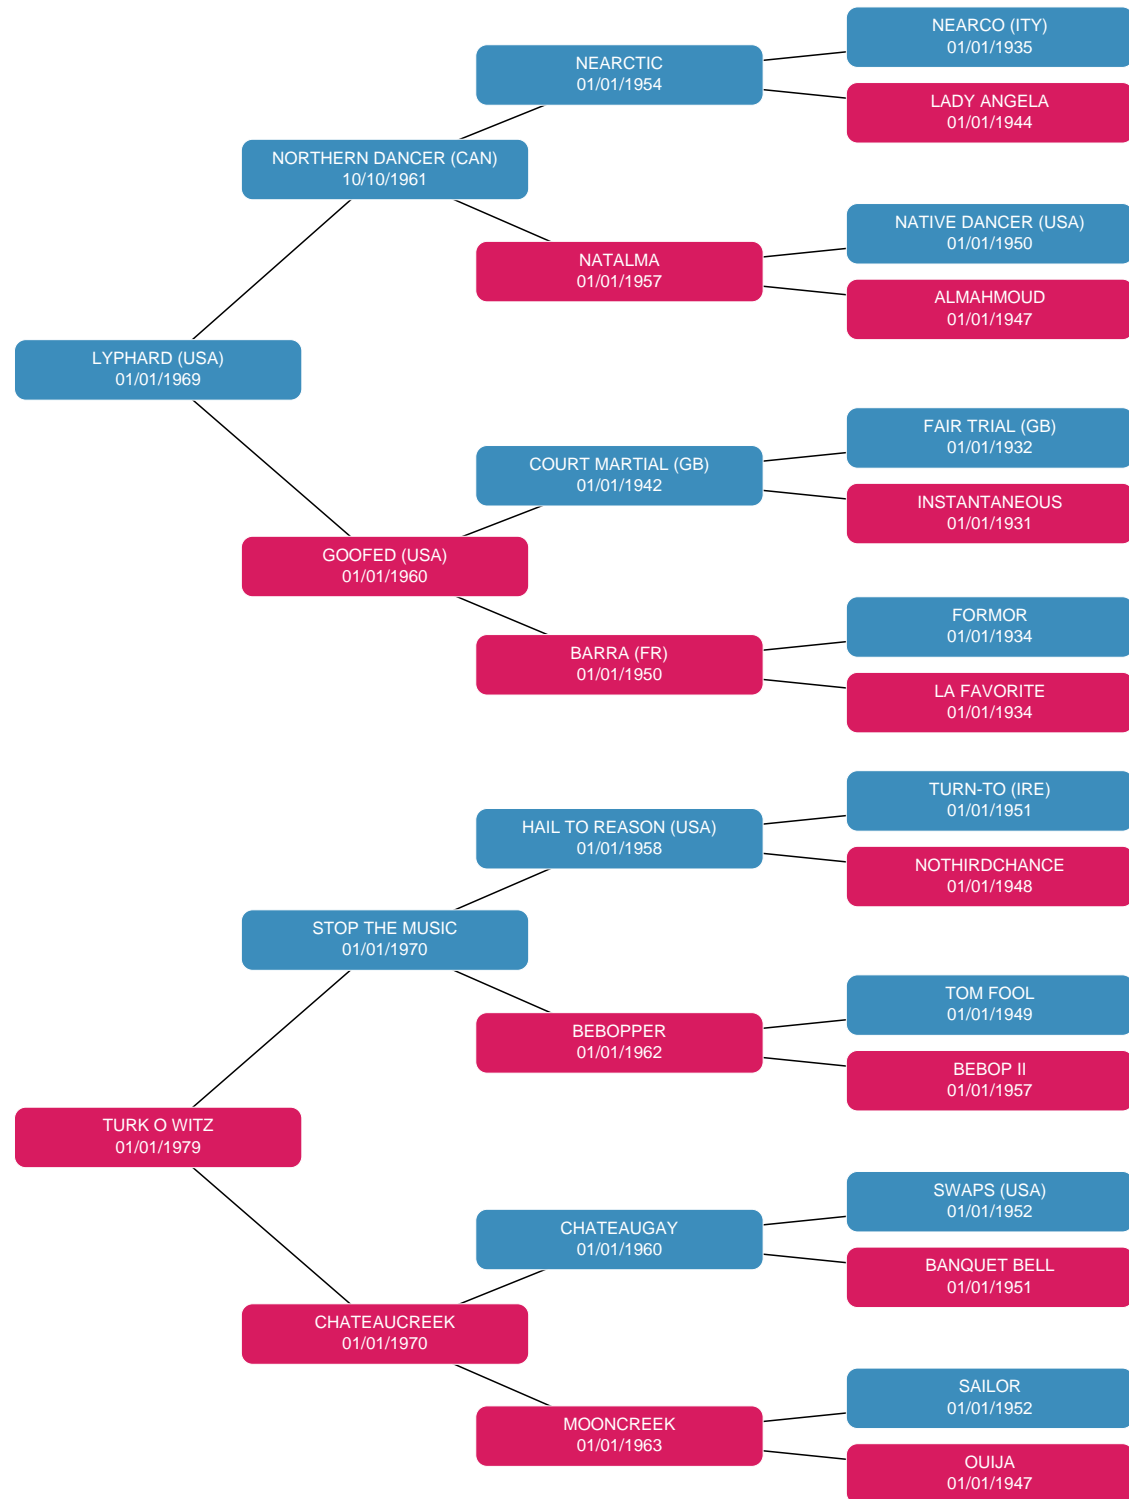 NEARCO (ITY)
01/01/1935
NEARCTIC
01/01/1954
LADY ANGELA
01/01/1944
NORTHERN DANCER (CAN)
10/10/1961
NATIVE DANCER (USA)
01/01/1950
NATALMA
01/01/1957
ALMAHMOUD
01/01/1947
LYPHARD (USA)
01/01/1969
FAIR TRIAL (GB)
01/01/1932
COURT MARTIAL (GB)
01/01/1942
INSTANTANEOUS
01/01/1931
GOOFED (USA)
01/01/1960
FORMOR
01/01/1934
BARRA (FR)
01/01/1950
LA FAVORITE
01/01/1934
TURN-TO (IRE)
01/01/1951
HAIL TO REASON (USA)
01/01/1958
NOTHIRDCHANCE
01/01/1948
STOP THE MUSIC
01/01/1970
TOM FOOL
01/01/1949
BEBOPPER
01/01/1962
BEBOP II
01/01/1957
TURK O WITZ
01/01/1979
SWAPS (USA)
01/01/1952
CHATEAUGAY
01/01/1960
BANQUET BELL
01/01/1951
CHATEAUCREEK
01/01/1970
SAILOR
01/01/1952
MOONCREEK
01/01/1963
OUIJA
01/01/1947